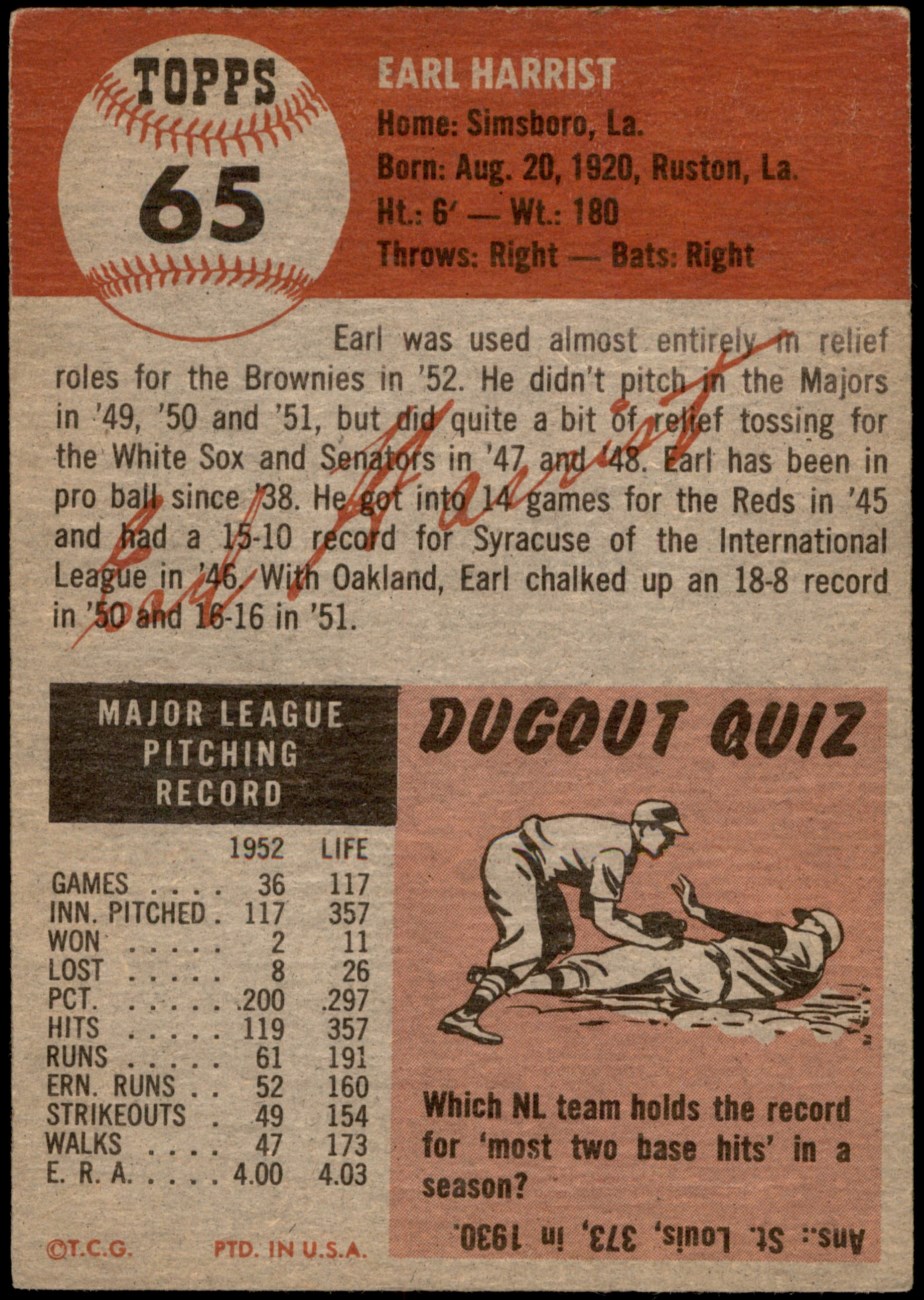 TOPPS
65
EARL HARRIST
Home: Simsboro, La.
Born: Aug. 20, 1920, Ruston, La.
Ht.: 6′ — Wt.: 180
Throws: Right — Bats: Right
Earl was used almost entirely in relief
roles for the Brownies in '52. He didn't pitch in the Majors
in '49, '50 and '51, but did quite a bit of relief tossing for
the White Sox and Senators in '47 and '48. Earl has been in
pro ball since '38. He got into 14 games for the Reds in '45
and had a 15-10 record for Syracuse of the International
League in '46. With Oakland, Earl chalked up an 18-8 record
in '50 and 16-16 in '51.
Earl Harrist
MAJOR LEAGUE
PITCHING
RECORD
1952 LIFE
GAMES . . . . 36 117
INN. PITCHED . 117 357
WON . . . . . 2 11
LOST . . . . . 8 26
PCT. . . . . . .200 .297
HITS . . . . . 119 357
RUNS . . . . . 61 191
ERN. RUNS . . 52 160
STRIKEOUTS . 49 154
WALKS . . . . 47 173
E. R. A. . . . . 4.00 4.03
©T.C.G. PTD. IN U.S.A.
DUGOUT QUIZ
Which NL team holds the record
for 'most two base hits' in a
season?
Ans.: St. Louis, 373, in 1930.